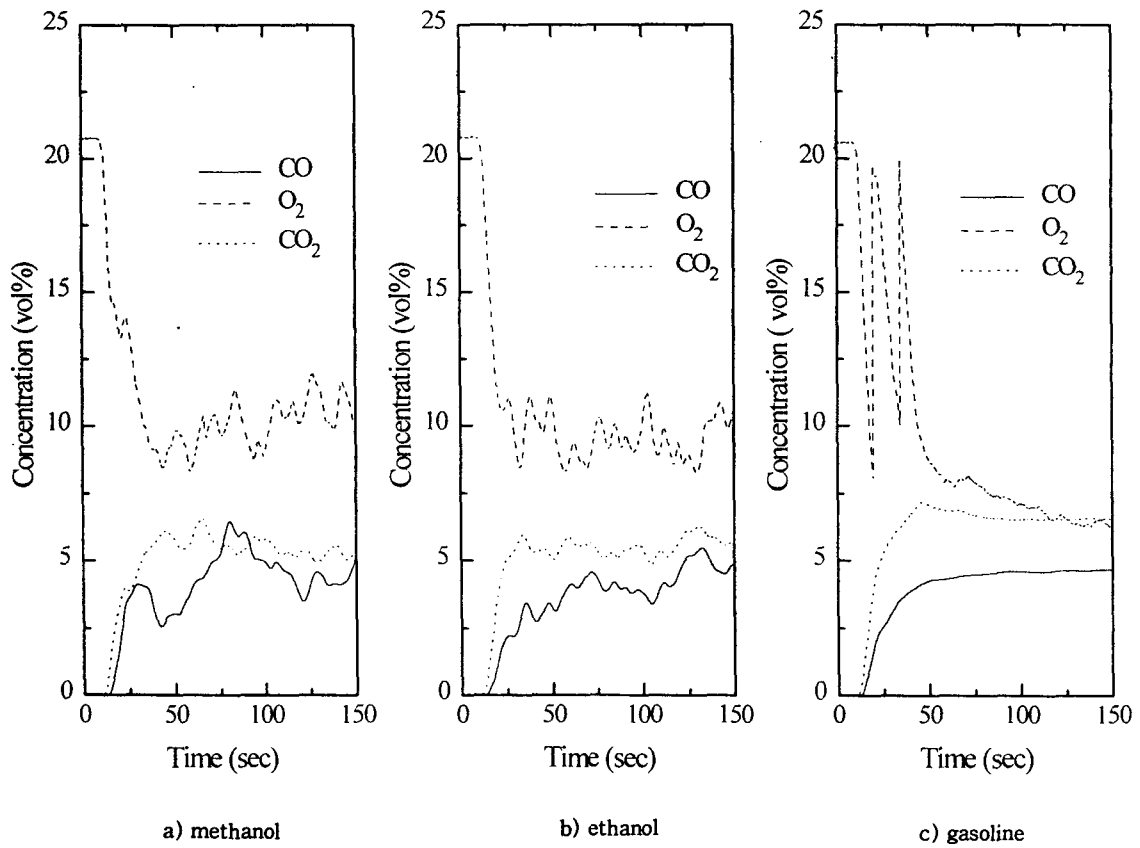 25
20
15
10
5
0
Concentration (vol%)
CO
O2
CO2
0 50 100 150
Time (sec)
a) methanol
25
20
15
10
5
0
Concentration (vol%)
CO
O2
CO2
0 50 100 150
Time (sec)
b) ethanol
25
20
15
10
5
0
Concentration ( vol%)
CO
O2
CO2
0 50 100 150
Time (sec)
c) gasoline